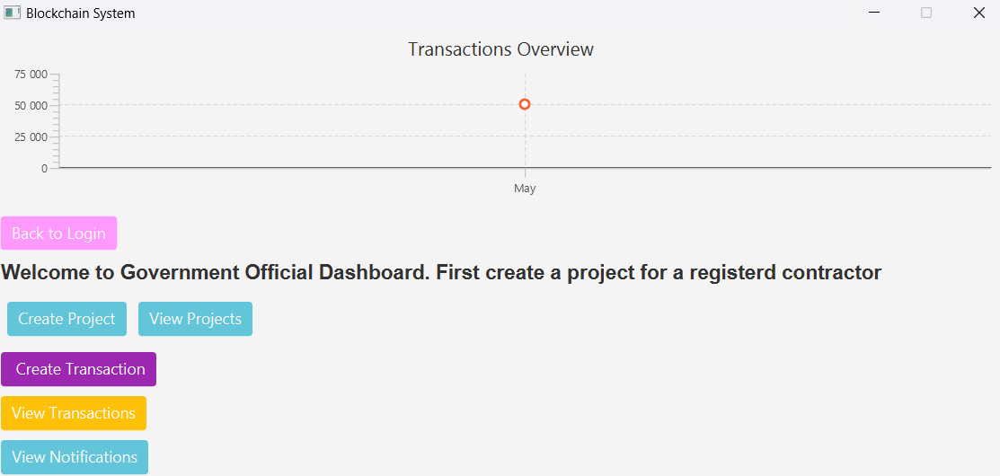 Blockchain System
Transactions Overview
75 000
50 000
25 000
0
May
Back to Login
Welcome to Government Official Dashboard. First create a project for a registerd contractor
Create Project View Projects
Create Transaction
View Transactions
View Notifications